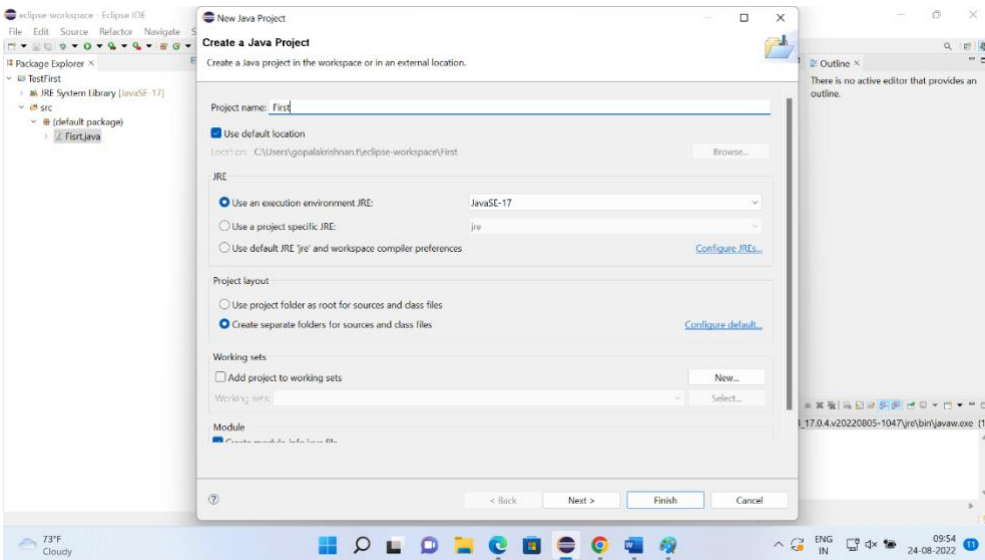 eclipse-workspace - Eclipse IDE
File Edit Source Refactor Navigate S
Package Explorer ×
TestFirst
JRE System Library [JavaSE-17]
src
(default package)
Fisrt.java
New Java Project
Create a Java Project
Create a Java project in the workspace or in an external location.
Project name: First
Use default location
Location: C:\Users\gopalakrishnan.t\eclipse-workspace\First Browse...
JRE
Use an execution environment JRE: JavaSE-17
Use a project specific JRE: jre
Use default JRE 'jre' and workspace compiler preferences Configure JREs...
Project layout
Use project folder as root for sources and class files
Create separate folders for sources and class files Configure default...
Working sets
Add project to working sets New...
Working sets: Select...
Module
Create module-info.java file
< Back Next > Finish Cancel
Outline ×
There is no active editor that provides an
outline.
_17.0.4.v20220805-1047\jre\bin\javaw.exe (1
73°F
Cloudy
ENG
IN
09:54
24-08-2022
11